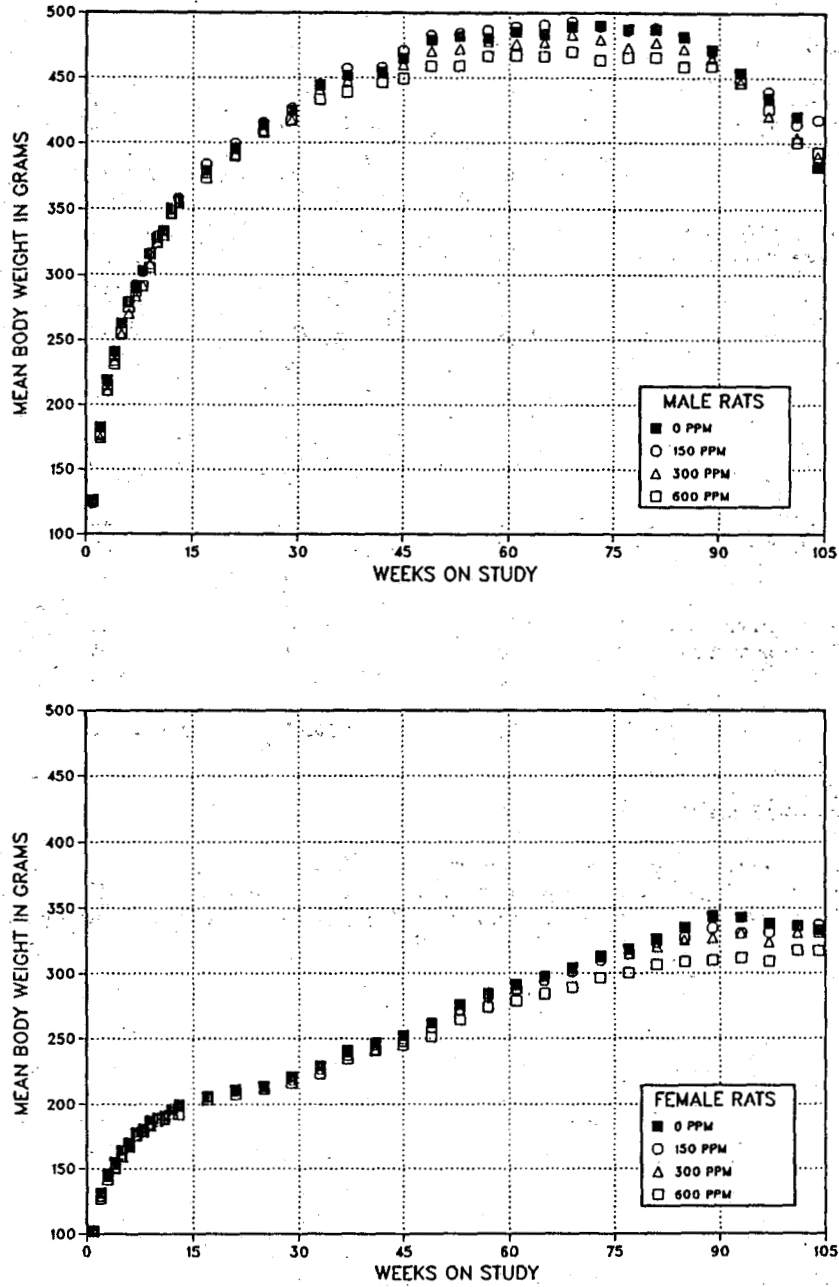 500
450
400
350
300
250
200
150
100
MEAN BODY WEIGHT IN GRAMS
MALE RATS
0 PPM
150 PPM
300 PPM
600 PPM
0
15
30
45
60
75
90
105
WEEKS ON STUDY
500
450
400
350
300
250
200
150
100
MEAN BODY WEIGHT IN GRAMS
FEMALE RATS
0 PPM
150 PPM
300 PPM
600 PPM
0
15
30
45
60
75
90
105
WEEKS ON STUDY